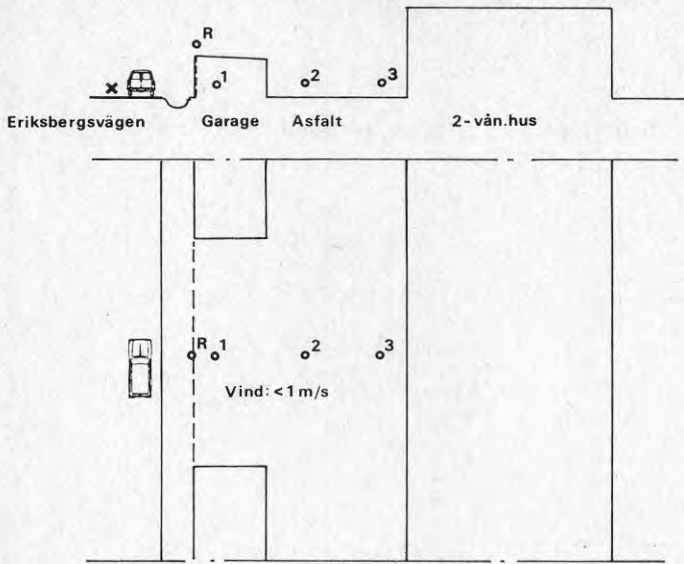 R
1 2 3
Eriksbergsvägen Garage Asfalt 2-vån.hus
R 1 2 3
Vind: <1 m/s